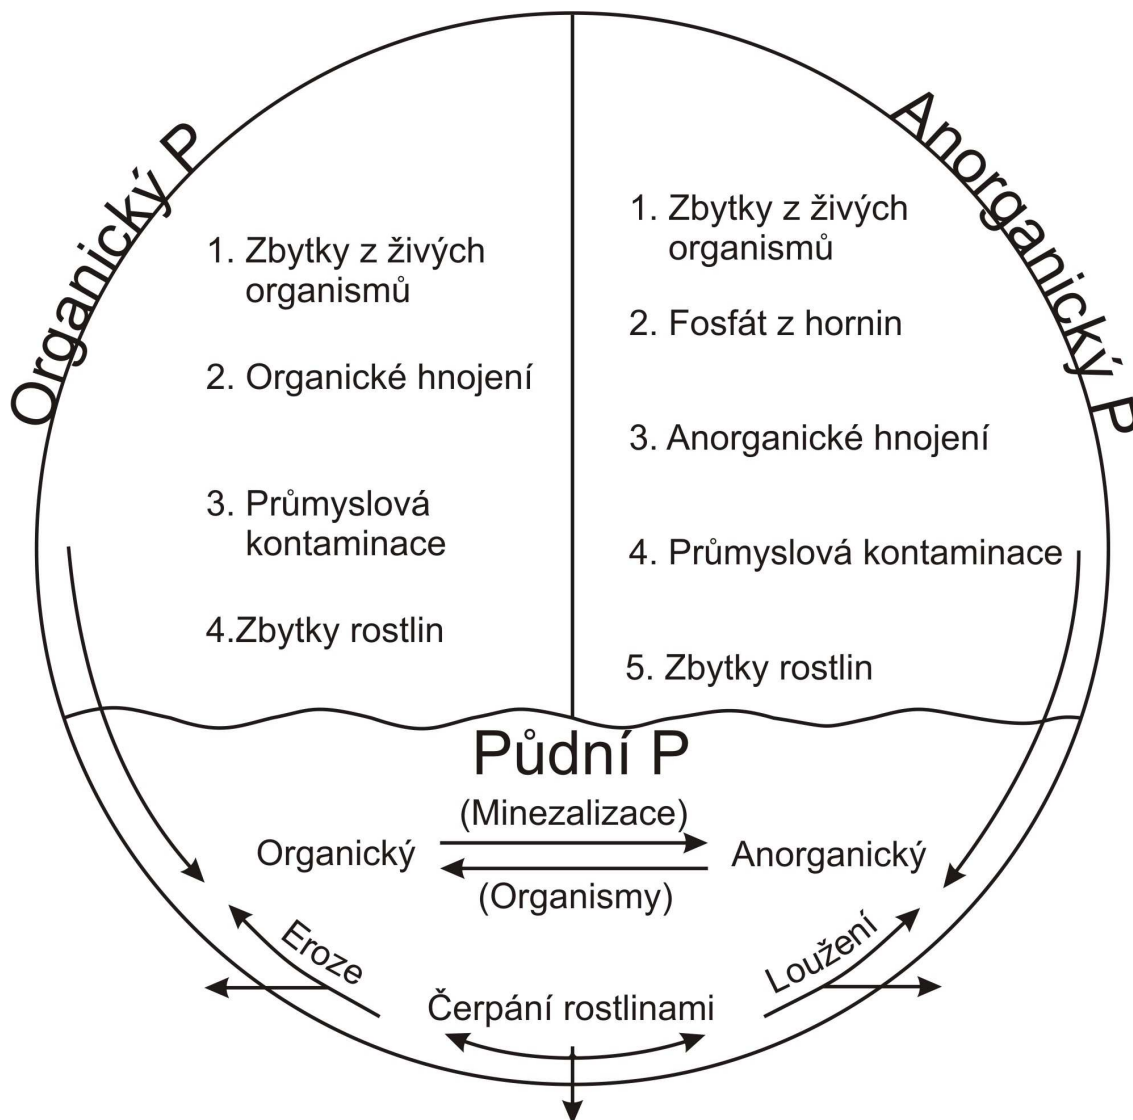 Organický P
Anorganický P
1. Zbytky z živých
organismů
2. Organické hnojení
3. Průmyslová
kontaminace
4.Zbytky rostlin
1. Zbytky z živých
organismů
2. Fosfát z hornin
3. Anorganické hnojení
4. Průmyslová kontaminace
5. Zbytky rostlin
Půdní P
(Minezalizace)
Organický
Anorganický
(Organismy)
Eroze
Loužení
Čerpání rostlinami